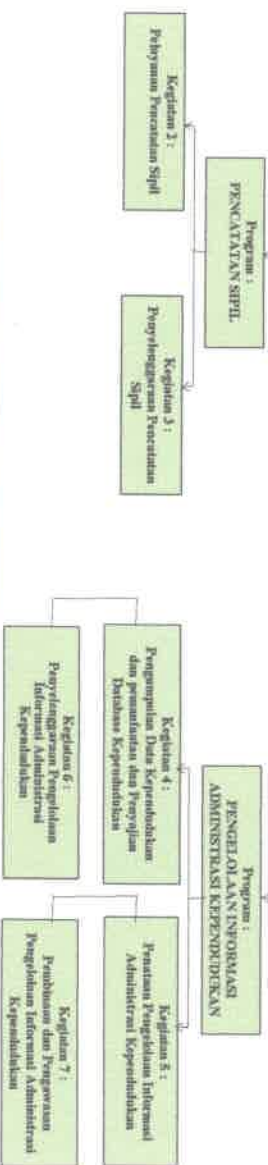 Program :
PENCATATAN SIPIL
Kegiatan 2 :
Pelayanan Pencatatan Sipil
Kegiatan 3 :
Penyelenggaraan Pencatatan
Sipil
Program :
PENGELOLAAN INFORMASI
ADMINISTRASI KEPENDUDUKAN
Kegiatan 4 :
Pengumpulan Data Kependudukan
dan pemanfaatan dan Penyajian
Database Kependudukan
Kegiatan 5 :
Penataan Pengelolaan Informasi
Administrasi Kependudukan
Kegiatan 6 :
Penyelenggaraan Pengelolaan
Informasi Administrasi
Kependudukan
Kegiatan 7 :
Pembinaan dan Pengawasan
Pengelolaan Informasi Administrasi
Kependudukan